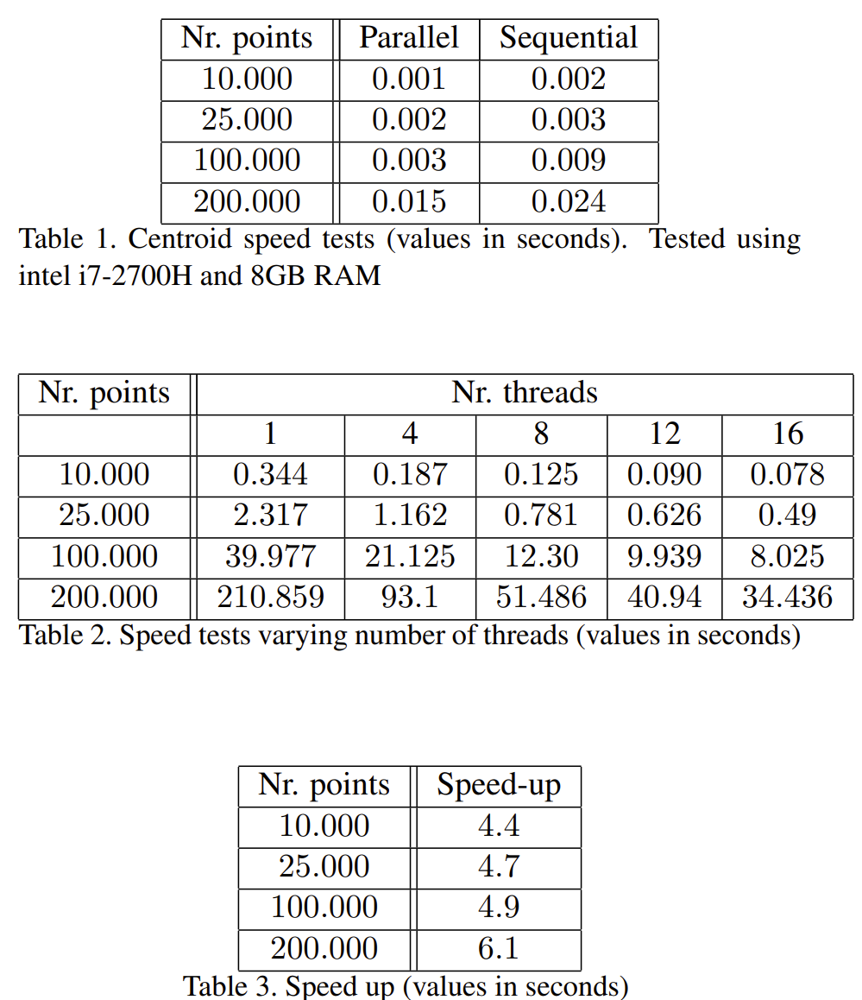 Nr. points Parallel Sequential
10.000 0.001 0.002
25.000 0.002 0.003
100.000 0.003 0.009
200.000 0.015 0.024
Table 1. Centroid speed tests (values in seconds). Tested using
intel i7-2700H and 8GB RAM
Nr. points Nr. threads
1 4 8 12 16
10.000 0.344 0.187 0.125 0.090 0.078
25.000 2.317 1.162 0.781 0.626 0.49
100.000 39.977 21.125 12.30 9.939 8.025
200.000 210.859 93.1 51.486 40.94 34.436
Table 2. Speed tests varying number of threads (values in seconds)
Nr. points Speed-up
10.000 4.4
25.000 4.7
100.000 4.9
200.000 6.1
Table 3. Speed up (values in seconds)